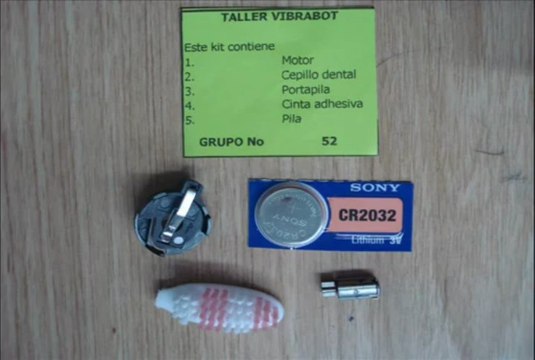 TALLER VIBRABOT
Este kit contiene
1. Motor
2. Cepillo dental
3. Portapila
4. Cinta adhesiva
5. Pila
GRUPO No 52
SONY
CR2032
Lithium 3V
SONY